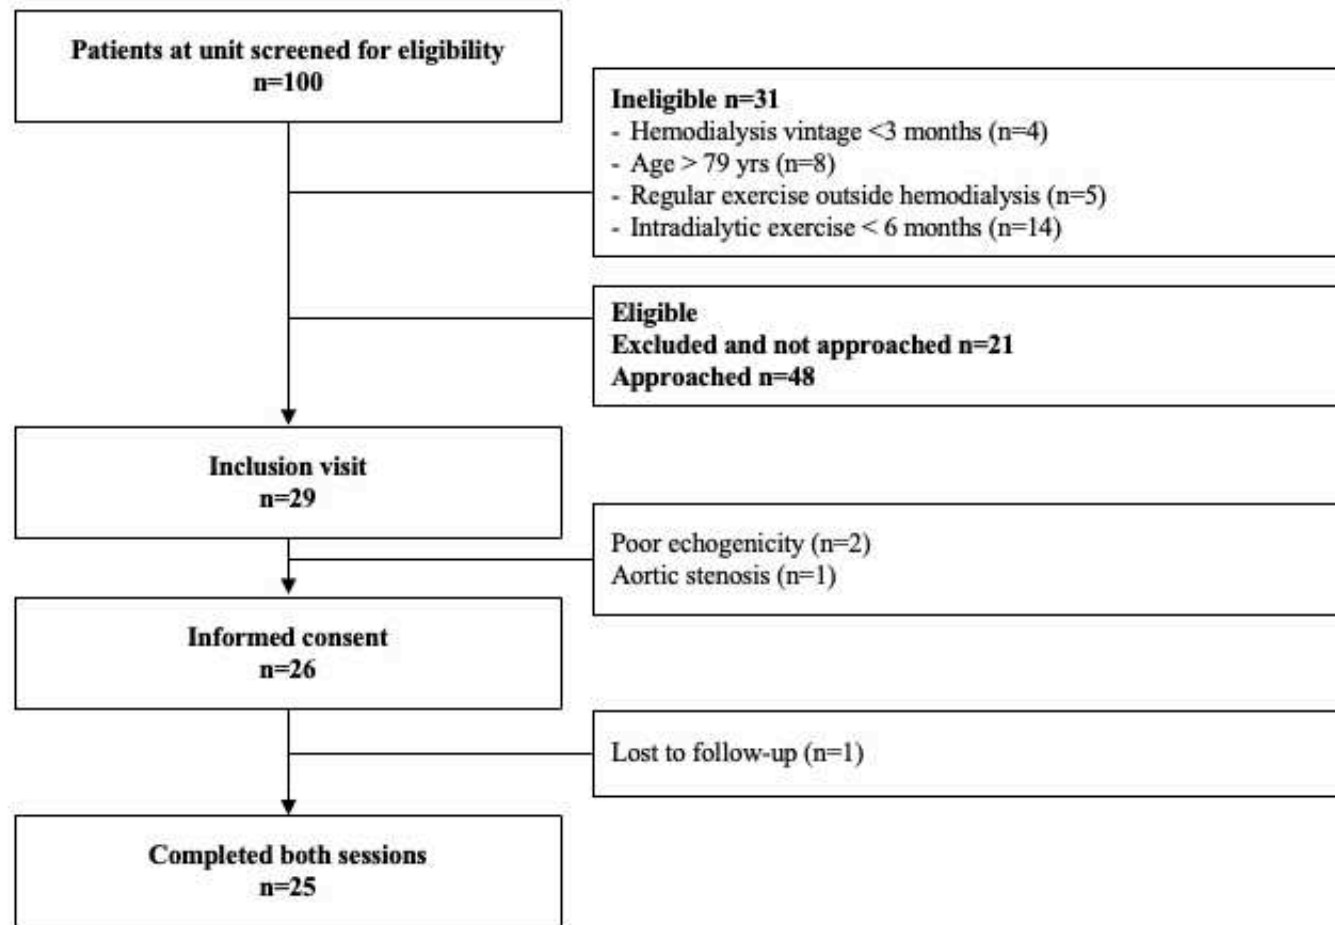 Patients at unit screened for eligibility
n=100
Ineligible n=31
- Hemodialysis vintage <3 months (n=4)
- Age > 79 yrs (n=8)
- Regular exercise outside hemodialysis (n=5)
- Intradialytic exercise < 6 months (n=14)
Eligible
Excluded and not approached n=21
Approached n=48
Inclusion visit
n=29
Poor echogenicity (n=2)
Aortic stenosis (n=1)
Informed consent
n=26
Lost to follow-up (n=1)
Completed both sessions
n=25